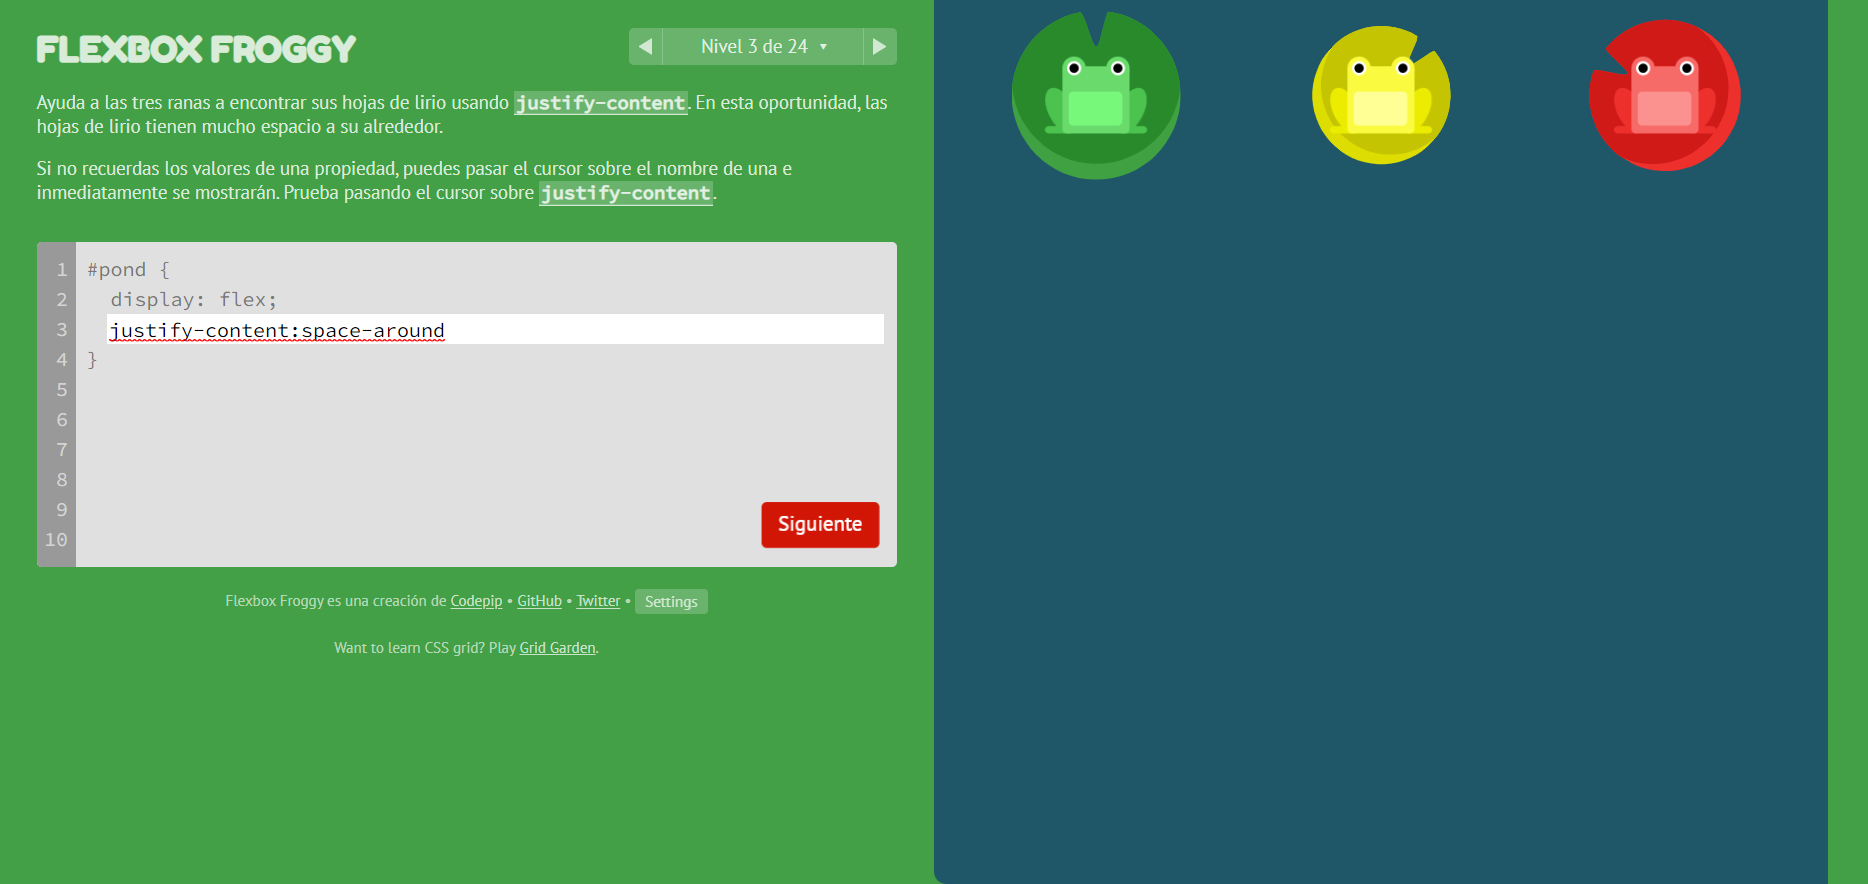 FLEXBOX FROGGY
Nivel 3 de 24
Ayuda a las tres ranas a encontrar sus hojas de lirio usando justify-content. En esta oportunidad, las
hojas de lirio tienen mucho espacio a su alrededor.
Si no recuerdas los valores de una propiedad, puedes pasar el cursor sobre el nombre de una e
inmediatamente se mostrarán. Prueba pasando el cursor sobre justify-content.
1 #pond {
2 display: flex;
3 justify-content:space-around
4 }
5
6
7
8
9
10
Siguiente
Flexbox Froggy es una creación de Codepip • GitHub • Twitter • Settings
Want to learn CSS grid? Play Grid Garden.